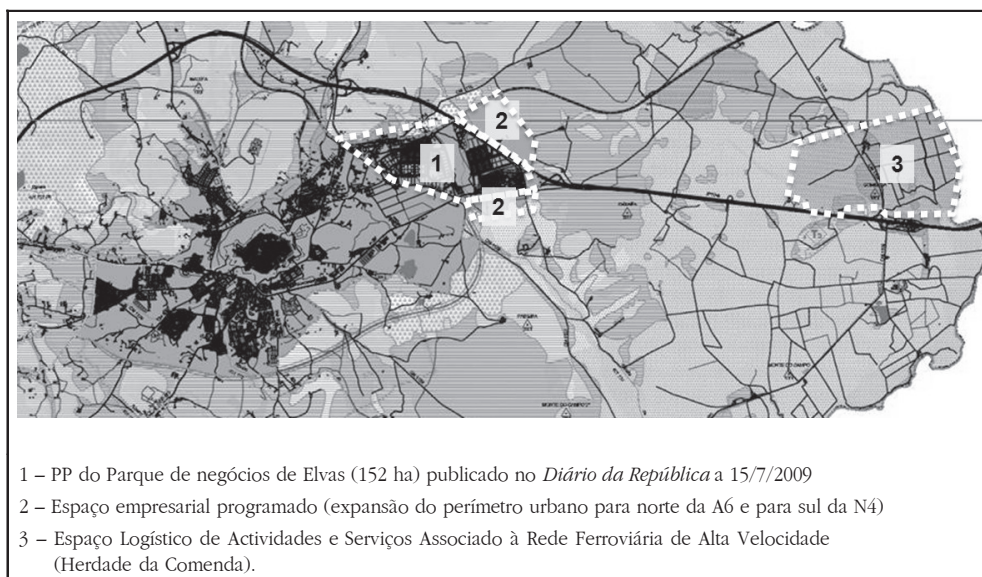 2
1
3
2
1 – PP do Parque de negócios de Elvas (152 ha) publicado no Diário da República a 15/7/2009
2 – Espaço empresarial programado (expansão do perímetro urbano para norte da A6 e para sul da N4)
3 – Espaço Logístico de Actividades e Serviços Associado à Rede Ferroviária de Alta Velocidade
(Herdade da Comenda).